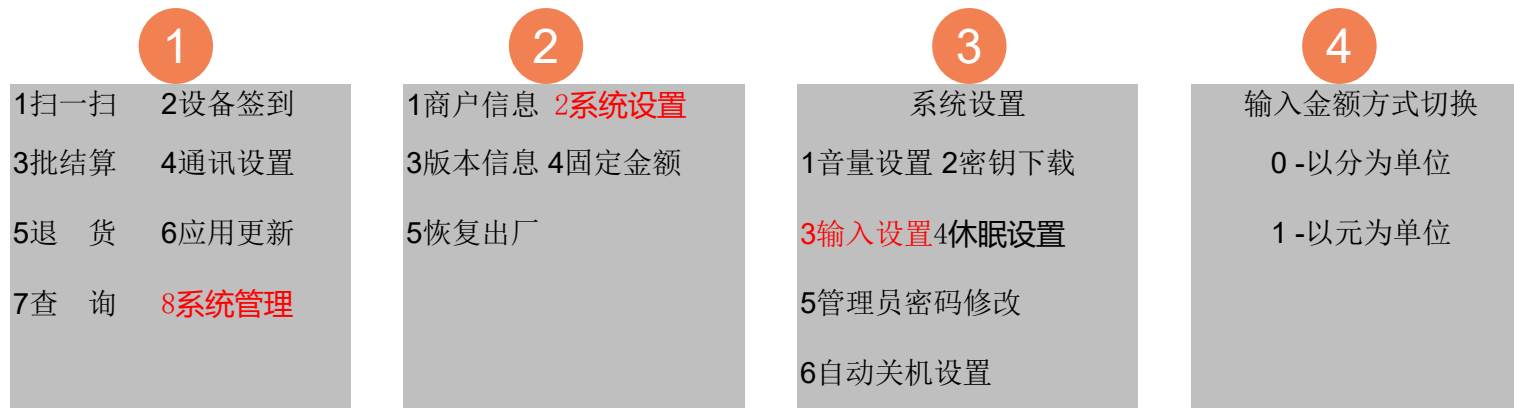 1
1扫一扫 2设备签到
3批结算 4通讯设置
5退 货 6应用更新
7查 询 8系统管理
2
1商户信息 2系统设置
3版本信息 4固定金额
5恢复出厂
3
系统设置
1音量设置 2密钥下载
3输入设置4休眠设置
5管理员密码修改
6自动关机设置
4
输入金额方式切换
0 -以分为单位
1 -以元为单位